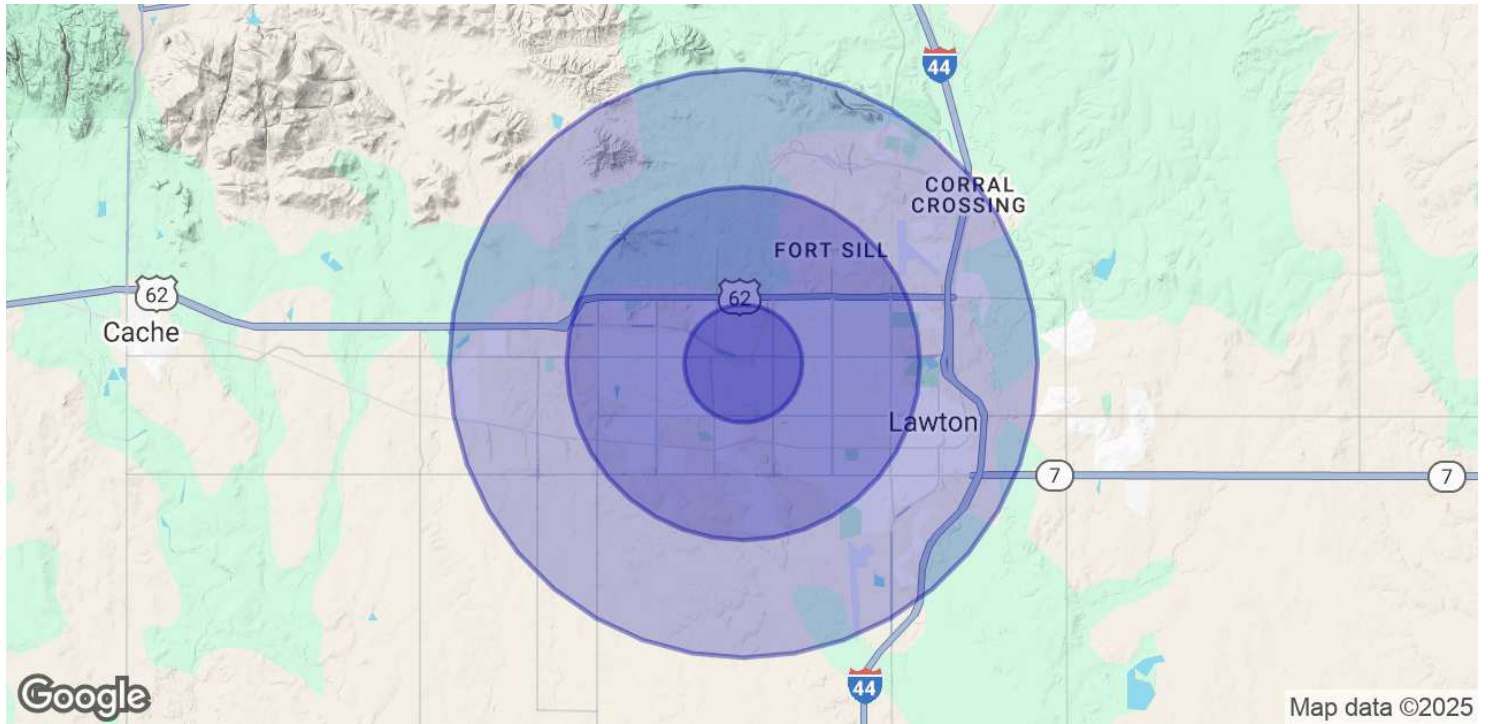 44
CORRAL
CROSSING
FORT SILL
62
62
Cache
Lawton
7
7
44
Google
Map data ©2025